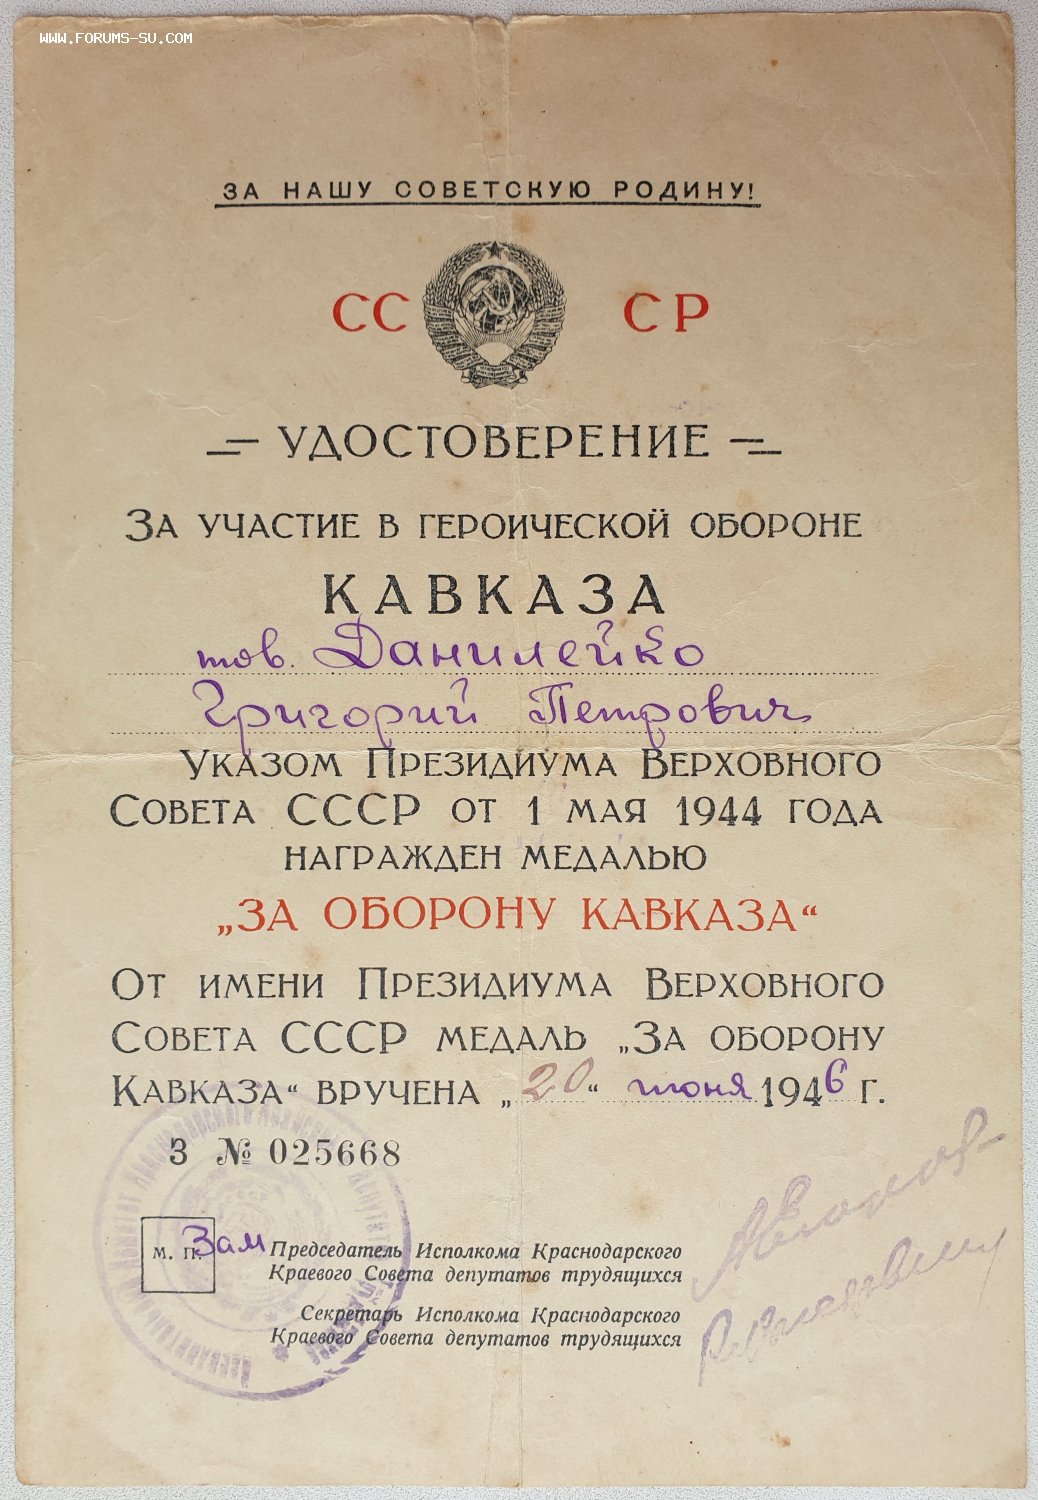 WWW.FORUMS-SU.COM
ЗА НАШУ СОВЕТСКУЮ РОДИНУ!
СС СР
УДОСТОВЕРЕНИЕ
ЗА УЧАСТИЕ В ГЕРОИЧЕСКОЙ ОБОРОНЕ
КАВКАЗА
тов. Данилейко
Григорий Петрович
УКАЗОМ ПРЕЗИДИУМА ВЕРХОВНОГО
СОВЕТА СССР ОТ 1 МАЯ 1944 ГОДА
НАГРАЖДЕН МЕДАЛЬЮ
„ЗА ОБОРОНУ КАВКАЗА“
ОТ ИМЕНИ ПРЕЗИДИУМА ВЕРХОВНОГО
СОВЕТА СССР МЕДАЛЬ „ЗА ОБОРОНУ
КАВКАЗА“ ВРУЧЕНА „20“ июня 1946 Г.
З № 025668
М. П.
Зам Председатель Исполкома Краснодарского
Краевого Совета депутатов трудящихся
Секретарь Исполкома Краснодарского
Краевого Совета депутатов трудящихся